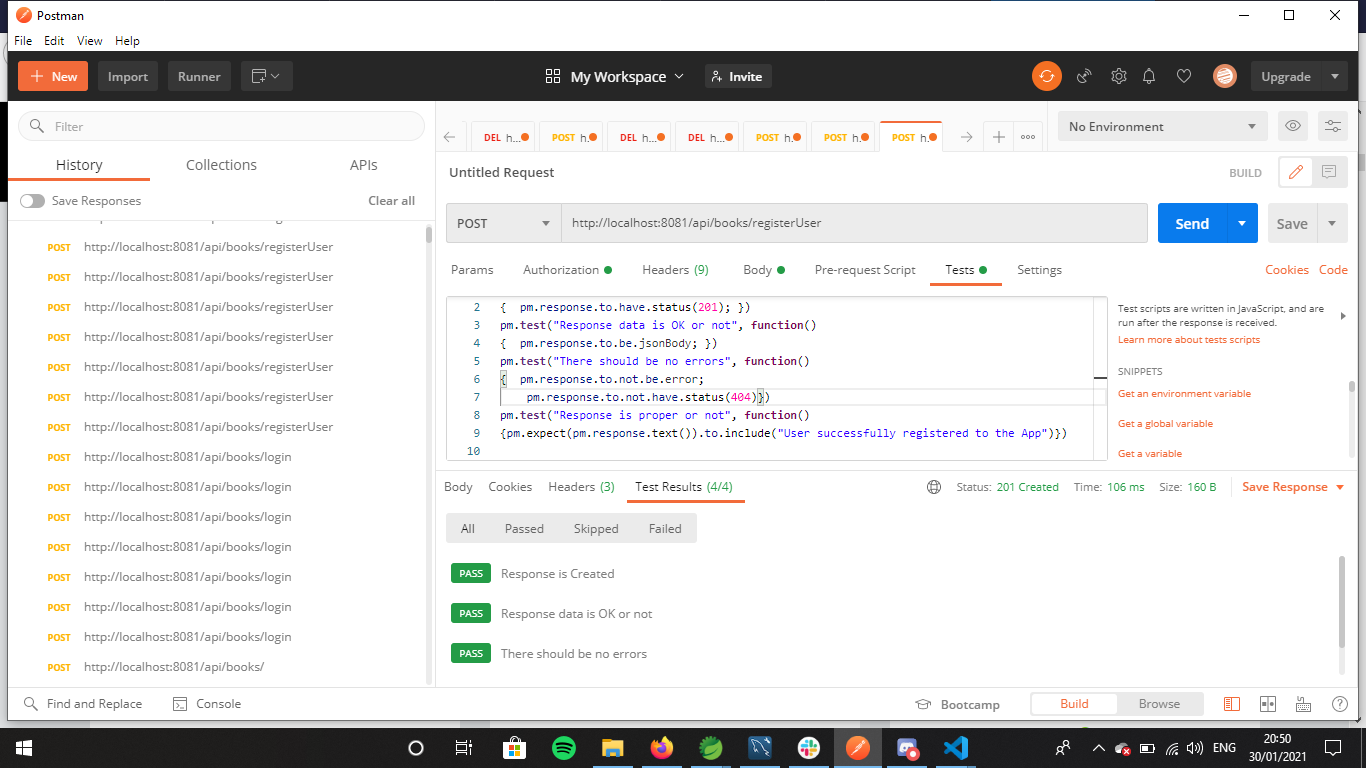 Postman
File Edit View Help
New Import Runner My Workspace Invite Upgrade
Filter
History Collections APIs
Save Responses Clear all
POST http://localhost:8081/api/books/registerUser
POST http://localhost:8081/api/books/registerUser
POST http://localhost:8081/api/books/registerUser
POST http://localhost:8081/api/books/registerUser
POST http://localhost:8081/api/books/registerUser
POST http://localhost:8081/api/books/registerUser
POST http://localhost:8081/api/books/registerUser
POST http://localhost:8081/api/books/login
POST http://localhost:8081/api/books/login
POST http://localhost:8081/api/books/login
POST http://localhost:8081/api/books/login
POST http://localhost:8081/api/books/login
POST http://localhost:8081/api/books/login
POST http://localhost:8081/api/books/login
POST http://localhost:8081/api/books/
DEL h... POST h. DEL h... DEL h... POST h. POST h. POST h.
No Environment
Untitled Request BUILD
POST http://localhost:8081/api/books/registerUser Send Save
Params Authorization Headers (9) Body Pre-request Script Tests Settings Cookies Code
2 {  pm.response.to.have.status(201); })
3 pm.test("Response data is OK or not", function()
4 {  pm.response.to.be.jsonBody; })
5 pm.test("There should be no errors", function()
6 {  pm.response.to.not.be.error;
7 pm.response.to.not.have.status(404)})
8 pm.test("Response is proper or not", function()
9 {pm.expect(pm.response.text()).to.include("User successfully registered to the App")})
10
Test scripts are written in JavaScript, and are
run after the response is received.
Learn more about tests scripts
SNIPPETS
Get an environment variable
Get a global variable
Get a variable
Body Cookies Headers (3) Test Results (4/4) Status: 201 Created Time: 106 ms Size: 160 B Save Response
All Passed Skipped Failed
PASS Response is Created
PASS Response data is OK or not
PASS There should be no errors
Find and Replace Console Bootcamp Build Browse
ENG
20:50
30/01/2021